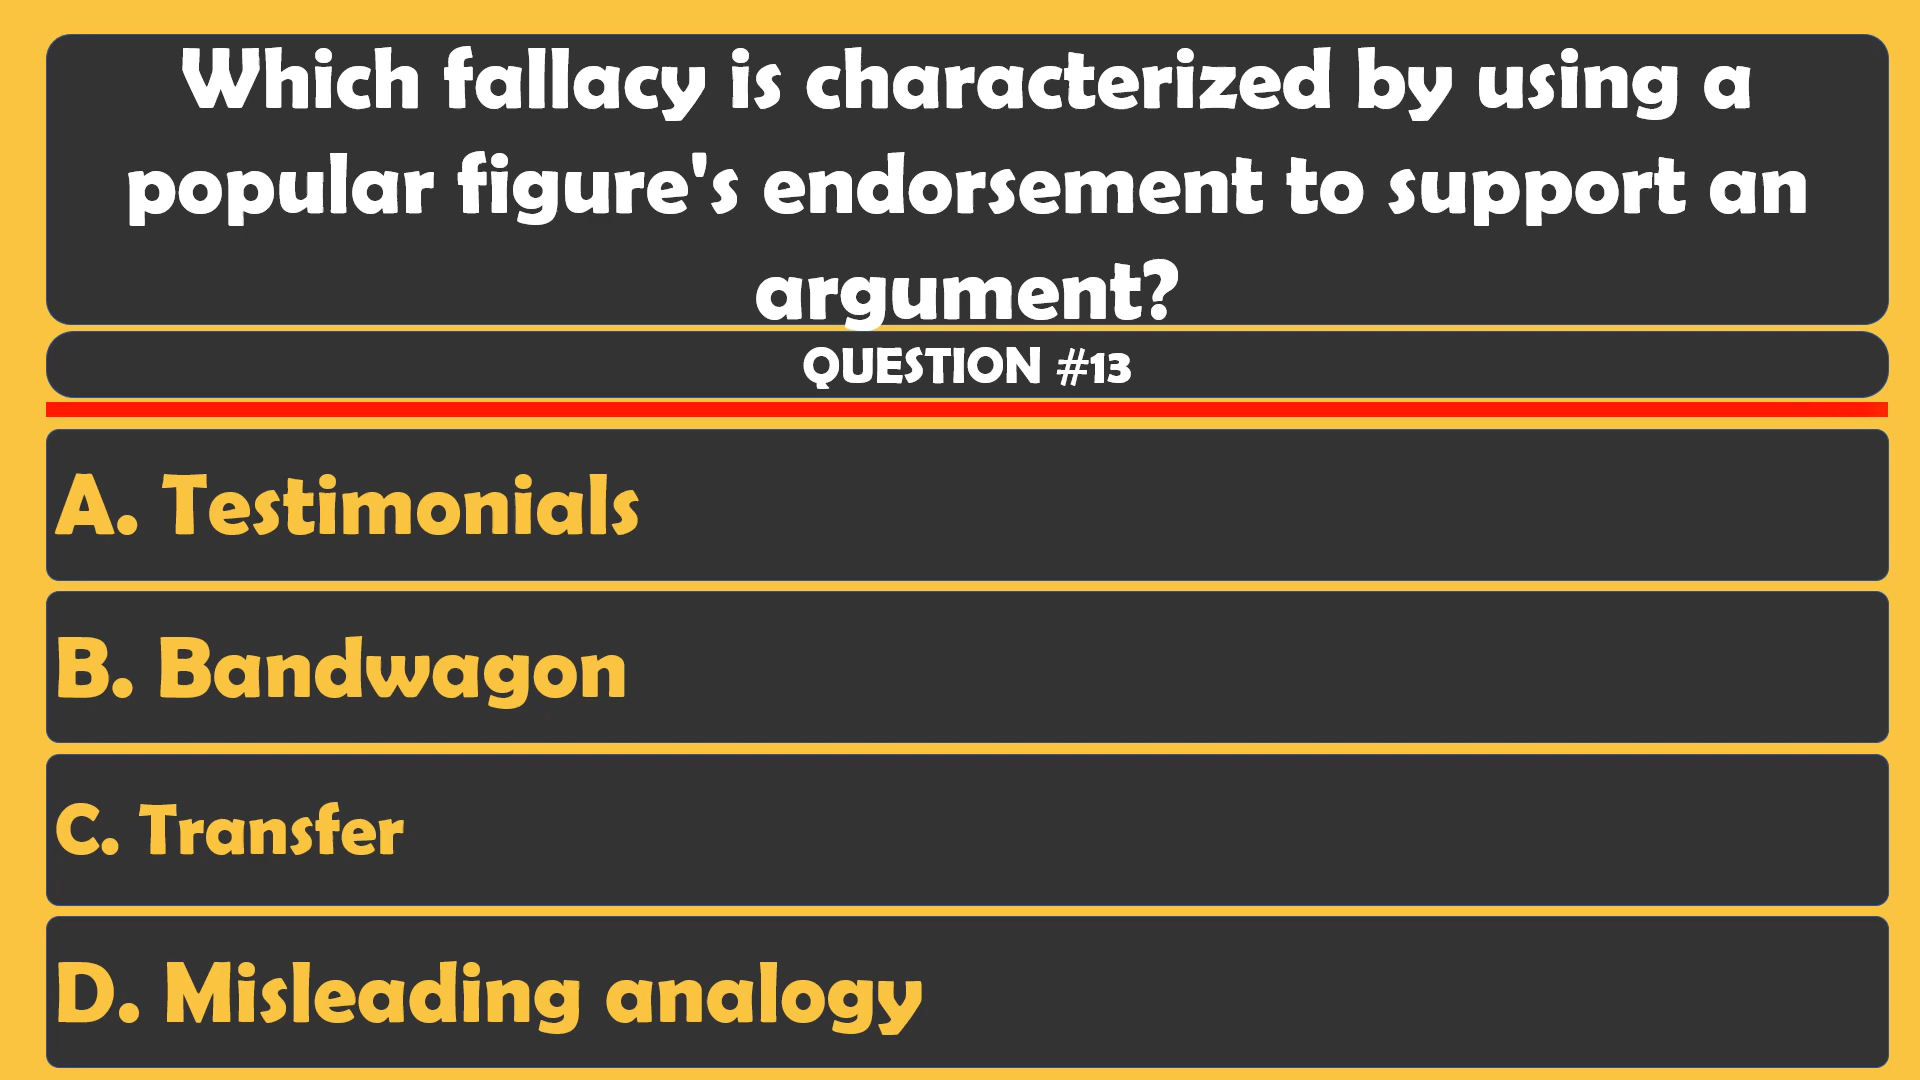 Which fallacy is characterized by using a
popular figure's endorsement to support an
argument?
QUESTION #13
A. Testimonials
B. Bandwagon
C. Transfer
D. Misleading analogy